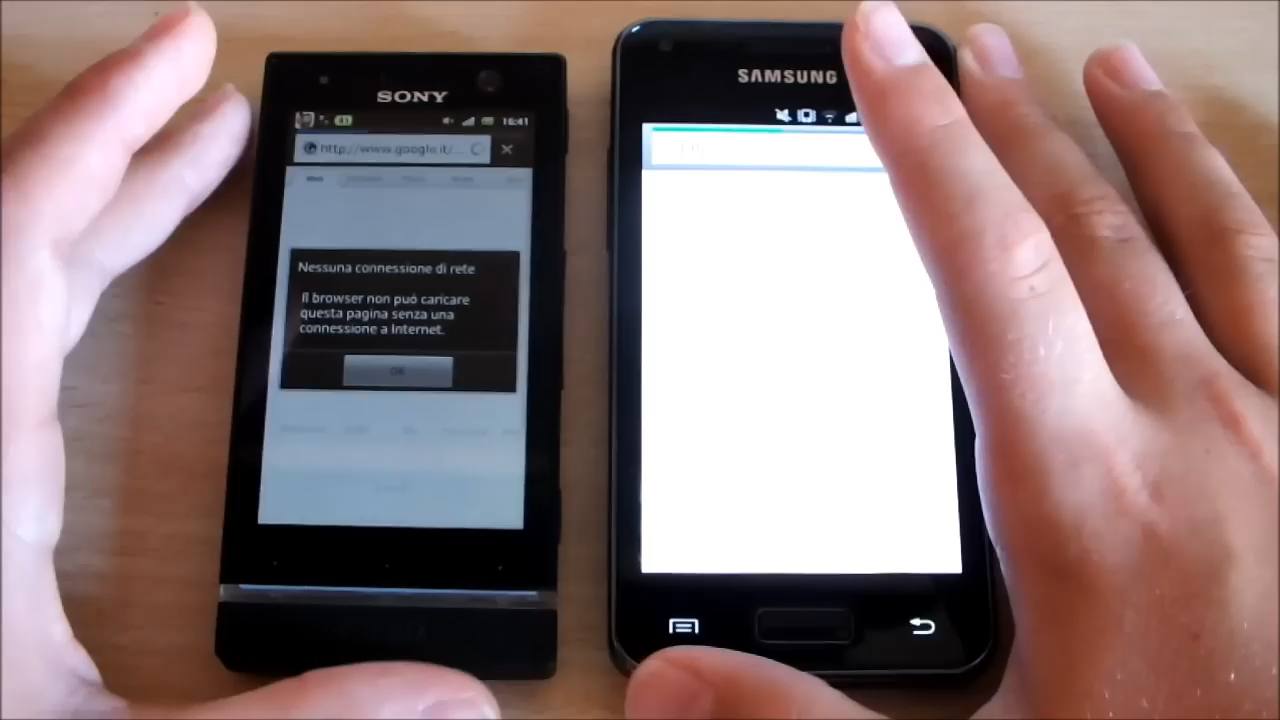 SONY
16:41
http://www.google.it/...
Nessuna connessione di rete
Il browser non può caricare
questa pagina senza una
connessione a Internet.
OK
SAMSUNG